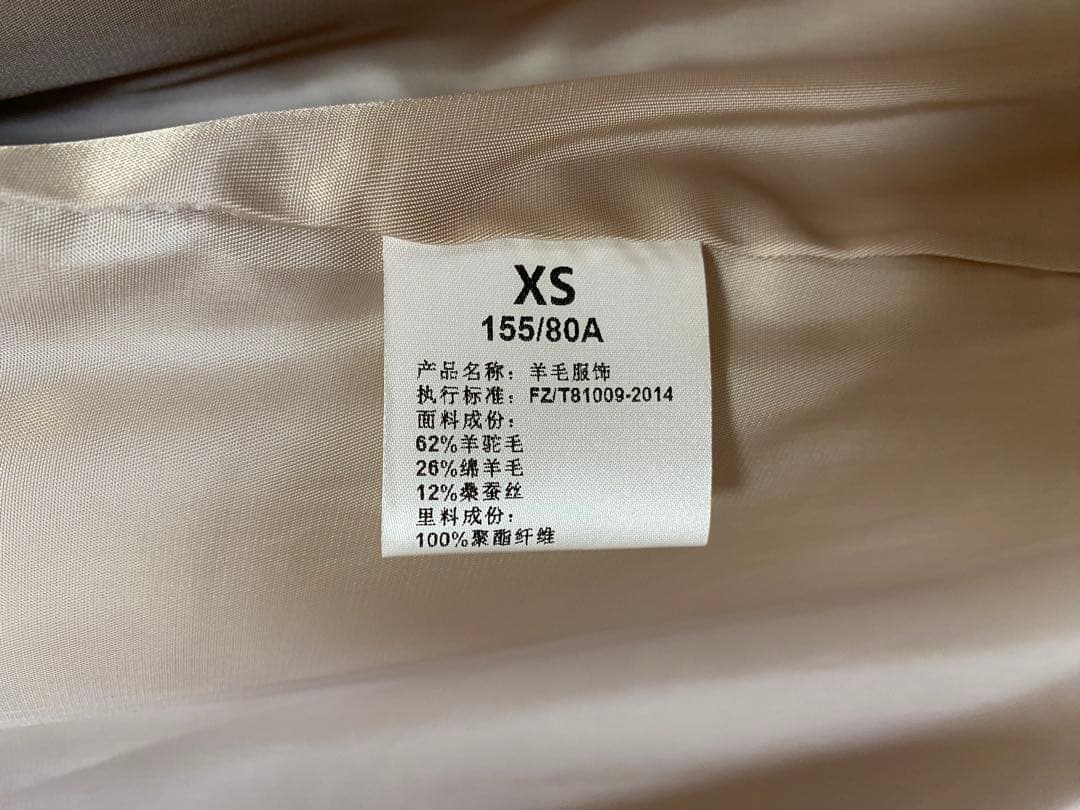 XS
155/80A
产品名称：羊毛服饰
执行标准：FZ/T81009-2014
面料成份：
62%羊驼毛
26%绵羊毛
12%桑蚕丝
里料成份：
100%聚酯纤维